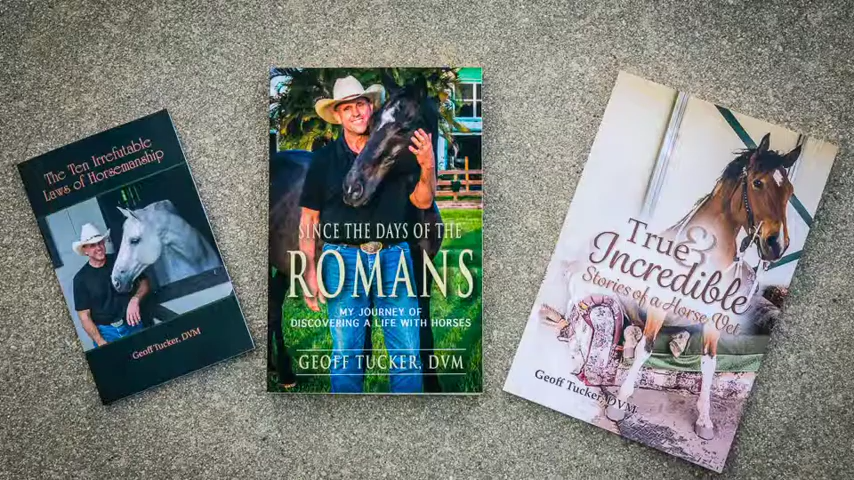 The Ten Irrefutable
Laws of Horsemanship
Geoff Tucker, DVM
SINCE THE DAYS OF THE
ROMANS
MY JOURNEY OF
DISCOVERING A LIFE WITH HORSES
GEOFF TUCKER, DVM
True &
Incredible
Stories of a Horse Vet
Geoff Tucker, DVM